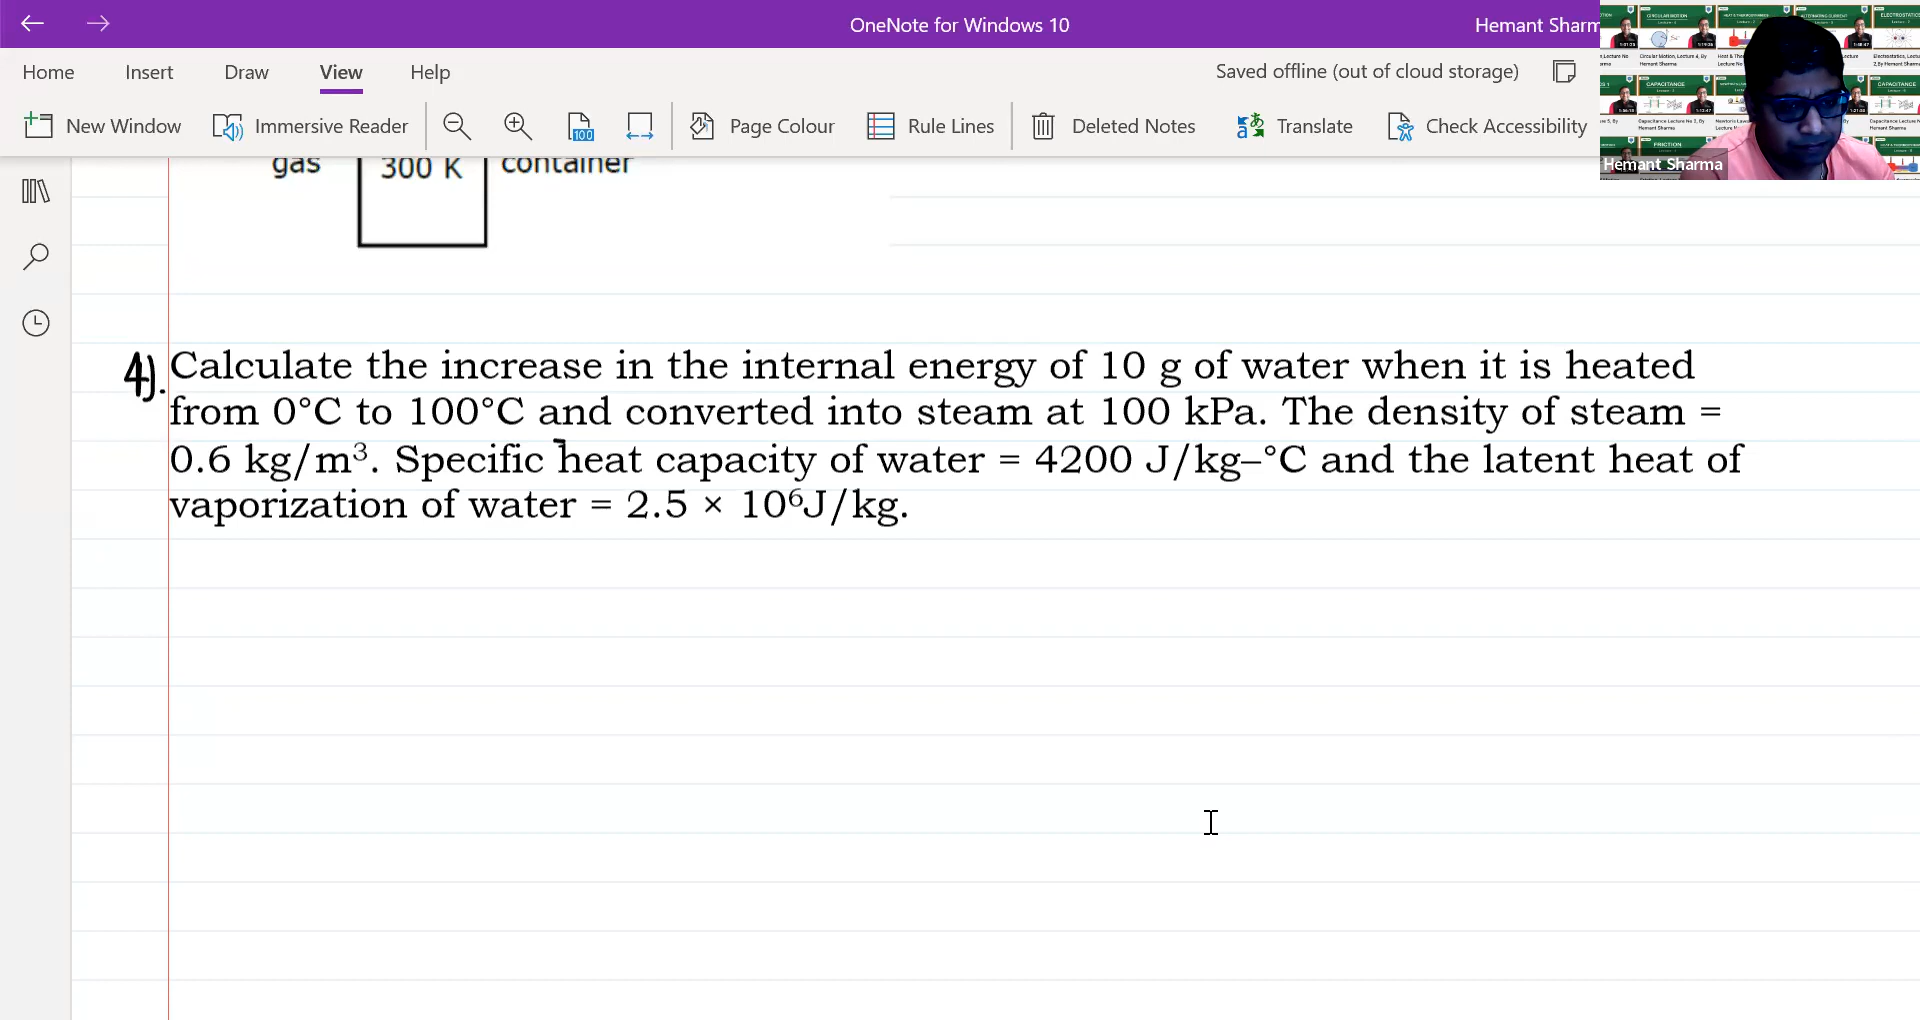 OneNote for Windows 10
Hemant Sharm
Home Insert Draw View Help
Saved offline (out of cloud storage)
New Window Immersive Reader 100 Page Colour Rule Lines Deleted Notes Translate Check Accessibility
Hemant Sharma
gas 300 K container
4). Calculate the increase in the internal energy of 10 g of water when it is heated
from 0°C to 100°C and converted into steam at 100 kPa. The density of steam =
0.6 kg/m³. Specific heat capacity of water = 4200 J/kg–°C and the latent heat of
vaporization of water = 2.5 × 10⁶J/kg.